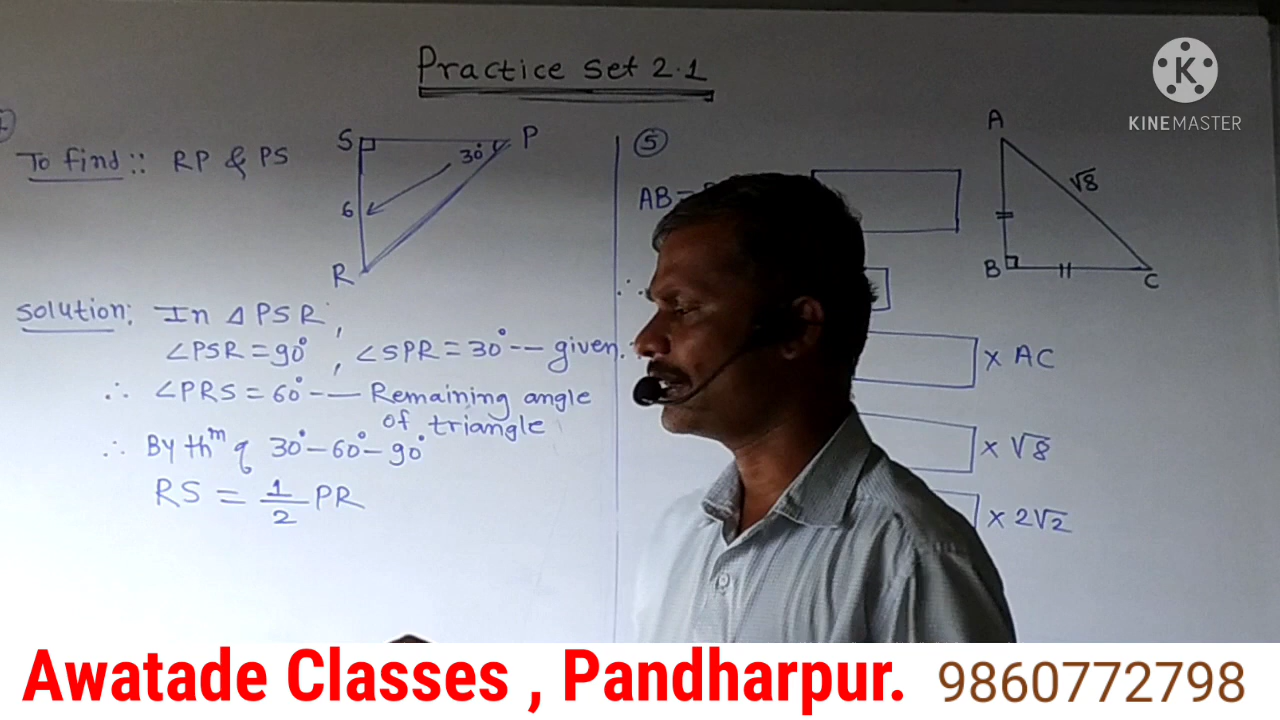 Practice Set 2.1
K
KINEMASTER
To find :: RP & PS
S
P
30°
6
R
Solution: In △ PSR,
∠PSR = 90°, ∠SPR = 30° -- given.
∴ ∠PRS = 60° -- Remaining angle
of triangle
∴ By thm of 30° - 60° - 90°
RS = 1/2 PR
5
AB =
∴
× AC
× √8
× 2√2
A
√8
B
C
Awatade Classes , Pandharpur. 9860772798